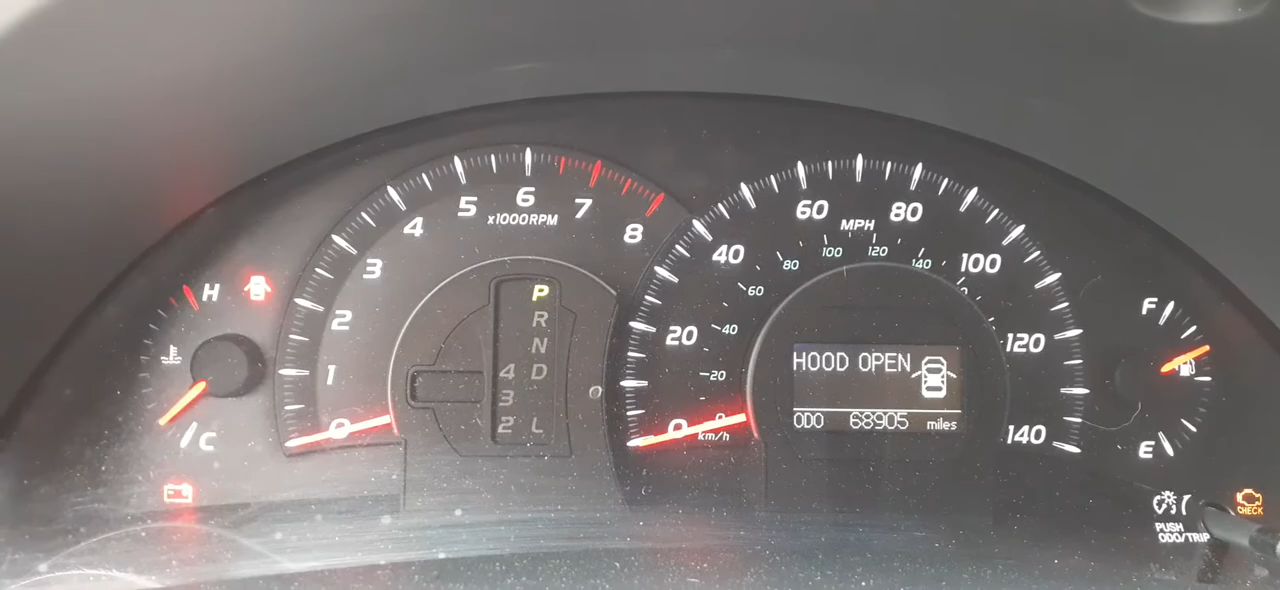 H
C
0
1
2
3
4
5
6
7
8
x1000RPM
P
R
N
4 D
3
2 L
0
20
40
60
80
100
120
140
MPH
0
20
40
60
80
100
120
140
km/h
HOOD OPEN
ODO 68905 miles
F
E
PUSH
ODO/TRIP
CHECK